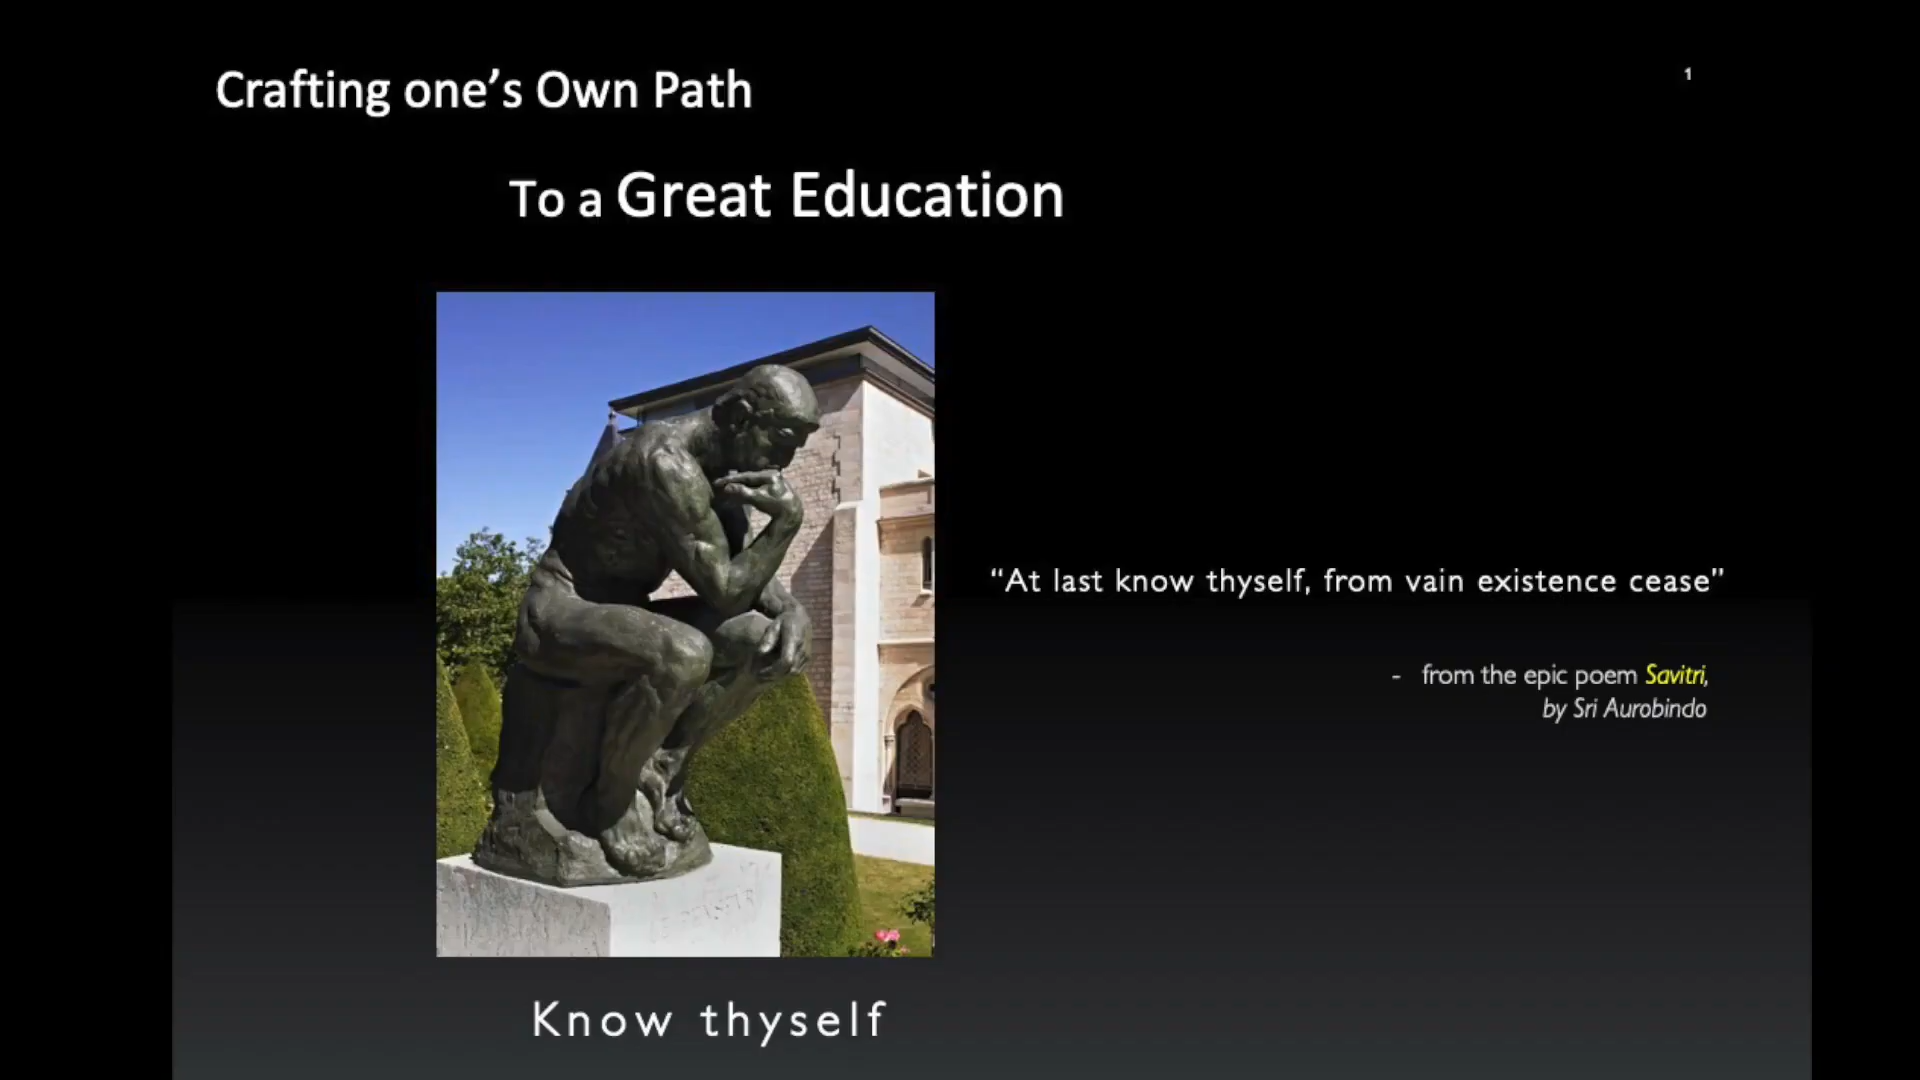 Crafting one's Own Path
1
To a Great Education
“At last know thyself, from vain existence cease”
- from the epic poem Savitri,
by Sri Aurobindo
Know thyself